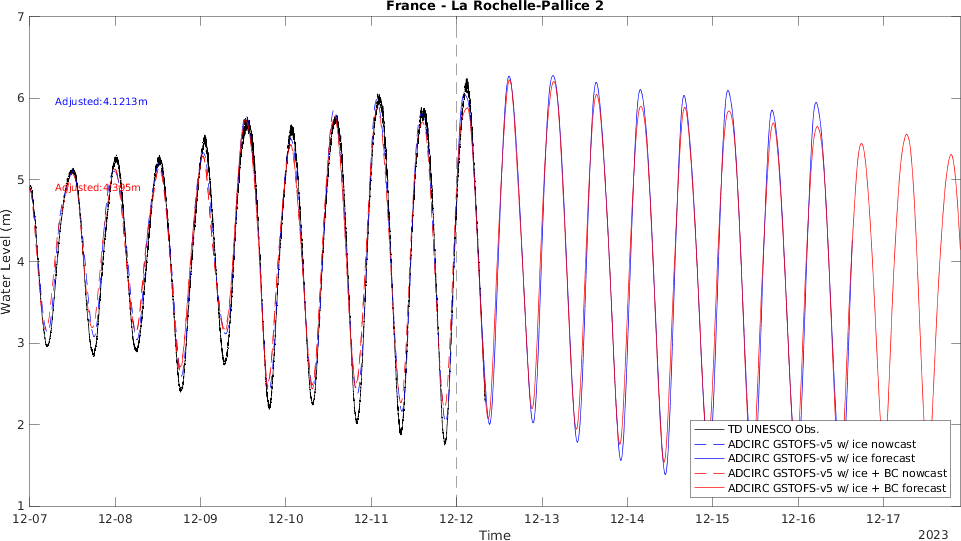 France - La Rochelle-Pallice 2
7
6
5
4
3
2
1
Water Level (m)
Adjusted:4.1213m
Adjusted:4.395m
TD UNESCO Obs.
ADCIRC GSTOFS-v5 w/ ice nowcast
ADCIRC GSTOFS-v5 w/ ice forecast
ADCIRC GSTOFS-v5 w/ ice + BC nowcast
ADCIRC GSTOFS-v5 w/ ice + BC forecast
12-07 12-08 12-09 12-10 12-11 12-12 12-13 12-14 12-15 12-16 12-17
Time
2023